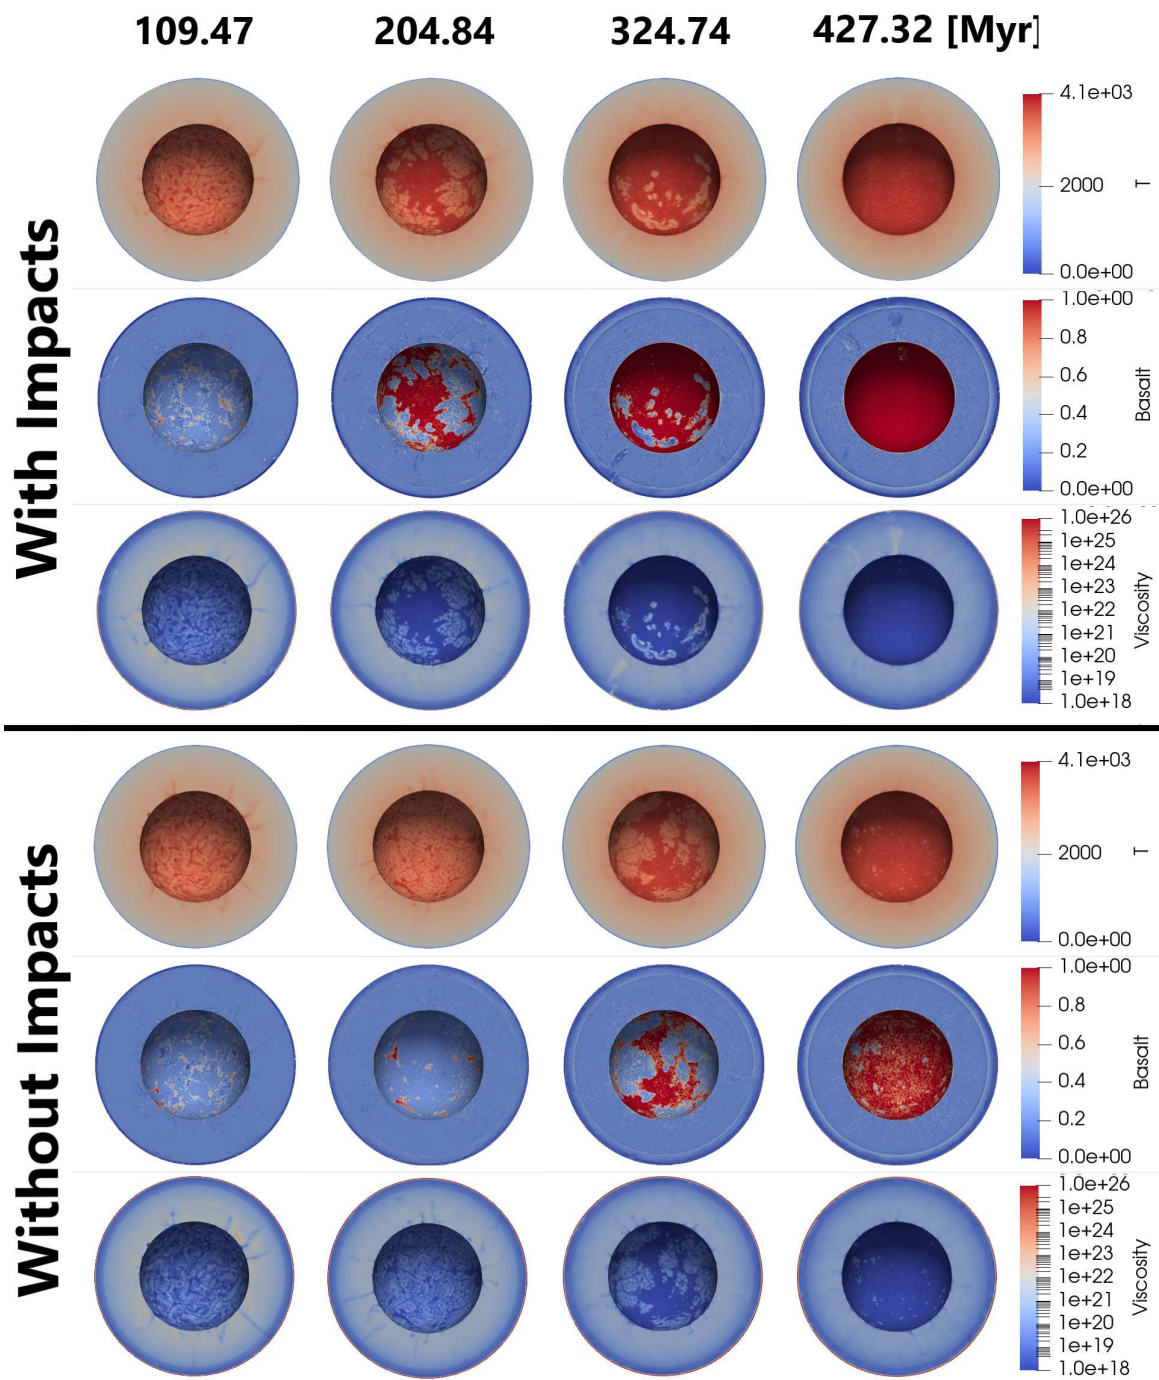 109.47 204.84 324.74 427.32 [Myr]
With Impacts
4.1e+03
2000
0.0e+00
T
1.0e+00
0.8
0.6
0.4
0.2
0.0e+00
Basalt
1.0e+26
1e+25
1e+24
1e+23
1e+22
1e+21
1e+20
1e+19
1.0e+18
Viscosity
Without Impacts
4.1e+03
2000
0.0e+00
T
1.0e+00
0.8
0.6
0.4
0.2
0.0e+00
Basalt
1.0e+26
1e+25
1e+24
1e+23
1e+22
1e+21
1e+20
1e+19
1.0e+18
Viscosity